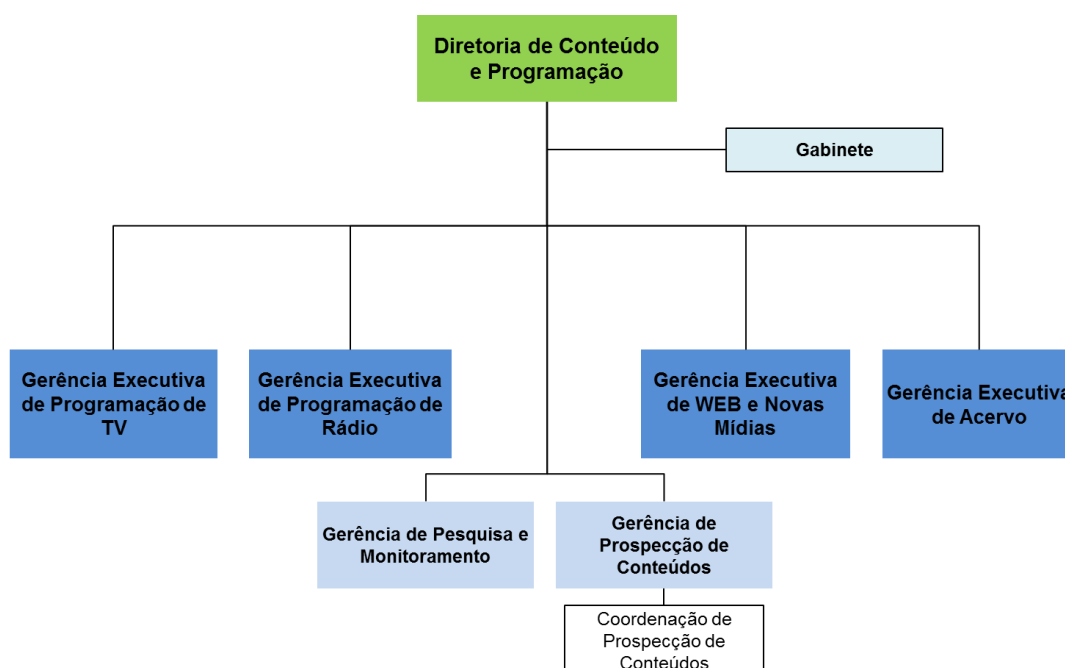 Diretoria de Conteúdo
e Programação
Gabinete
Gerência Executiva
de Programação de
TV
Gerência Executiva
de Programação de
Rádio
Gerência Executiva
de WEB e Novas
Mídias
Gerência Executiva
de Acervo
Gerência de Pesquisa e
Monitoramento
Gerência de
Prospecção de
Conteúdos
Coordenação de
Prospecção de
Conteúdos